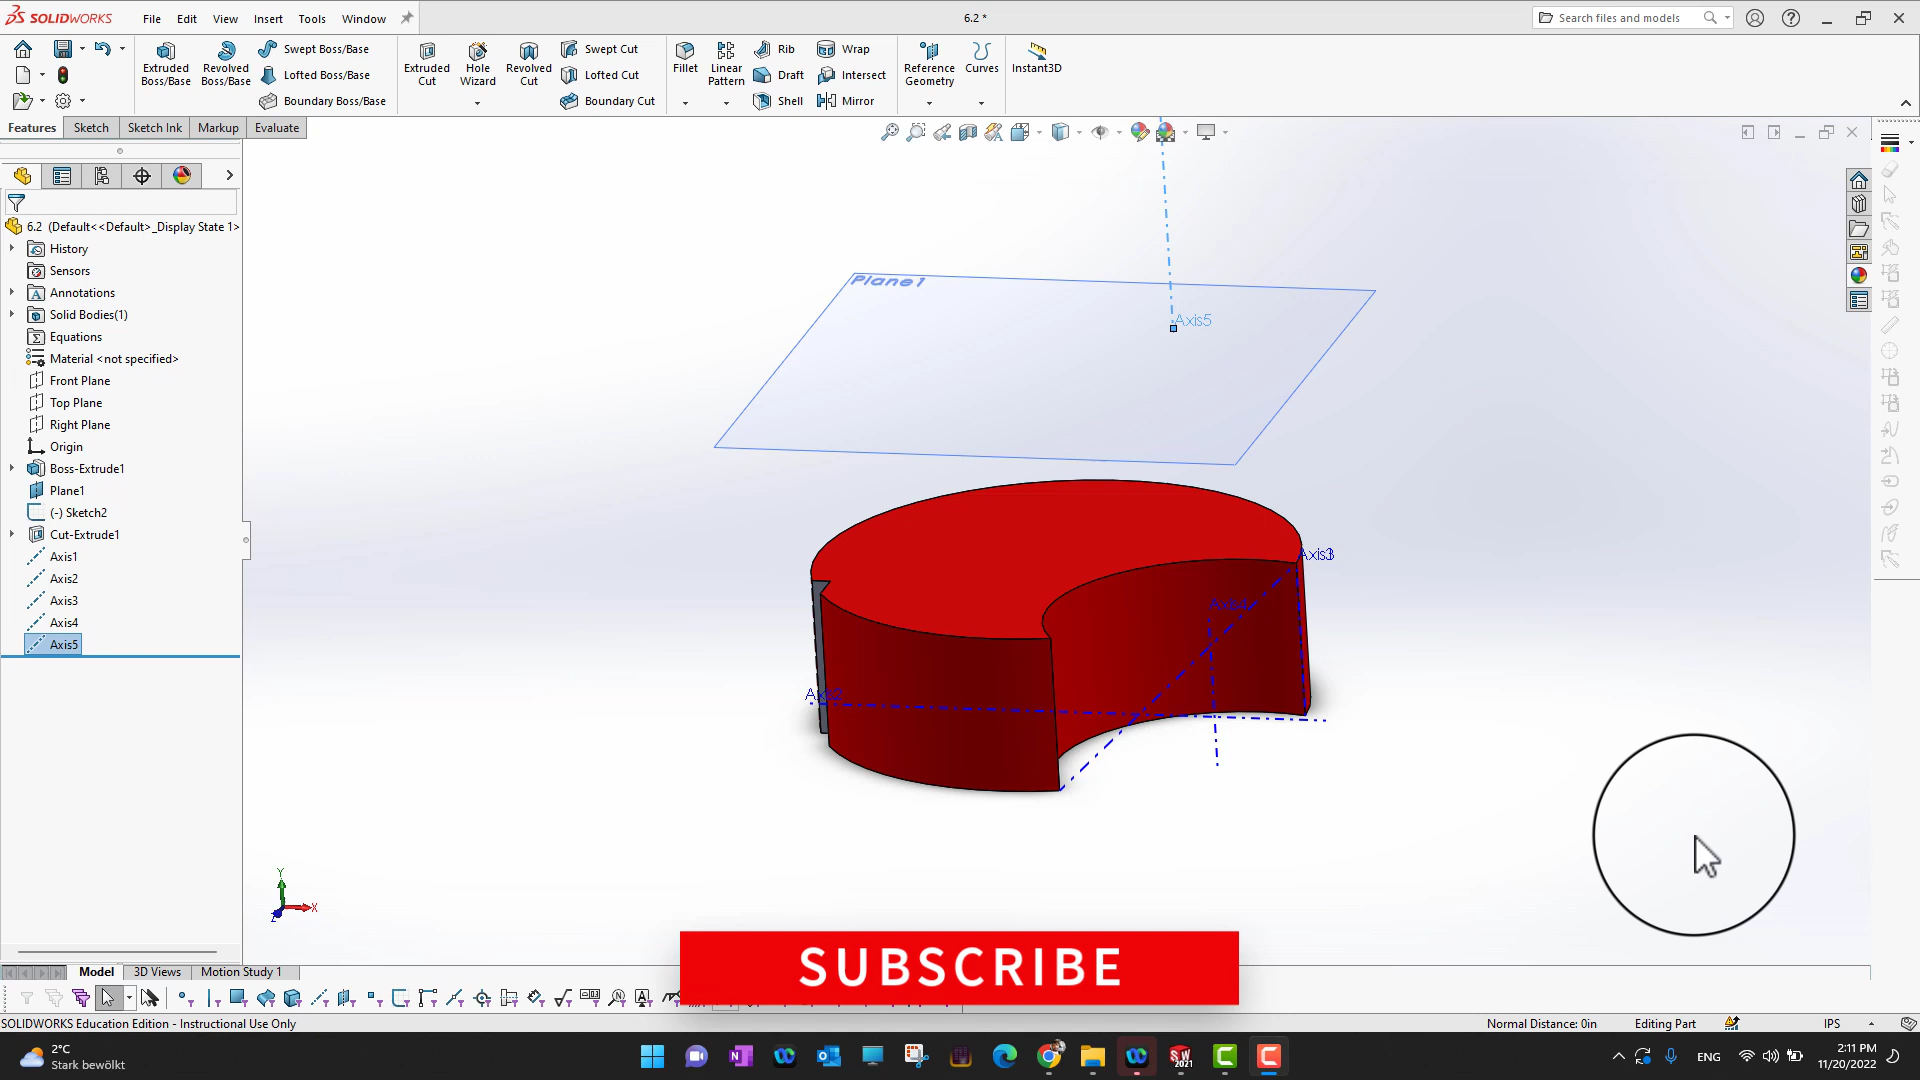 SOLIDWORKS File Edit View Insert Tools Window 6.2 * Search files and models
Extruded Boss/Base
Revolved Boss/Base
Swept Boss/Base
Lofted Boss/Base
Boundary Boss/Base
Extruded Cut
Hole Wizard
Revolved Cut
Swept Cut
Lofted Cut
Boundary Cut
Fillet
Linear Pattern
Rib
Draft
Shell
Wrap
Intersect
Mirror
Reference Geometry
Curves
Instant3D
Features Sketch Sketch Ink Markup Evaluate
6.2 (Default<<Default>_Display State 1>
History
Sensors
Annotations
Solid Bodies(1)
Equations
Material <not specified>
Front Plane
Top Plane
Right Plane
Origin
Boss-Extrude1
Plane1
(-) Sketch2
Cut-Extrude1
Axis1
Axis2
Axis3
Axis4
Axis5
Plane1
Axis5
Axis3
Y
X
Z
SUBSCRIBE
Model 3D Views Motion Study 1
SOLIDWORKS Education Edition - Instructional Use Only
Normal Distance: 0in Editing Part IPS
2°C
Stark bewölkt
ENG
2:11 PM
11/20/2022